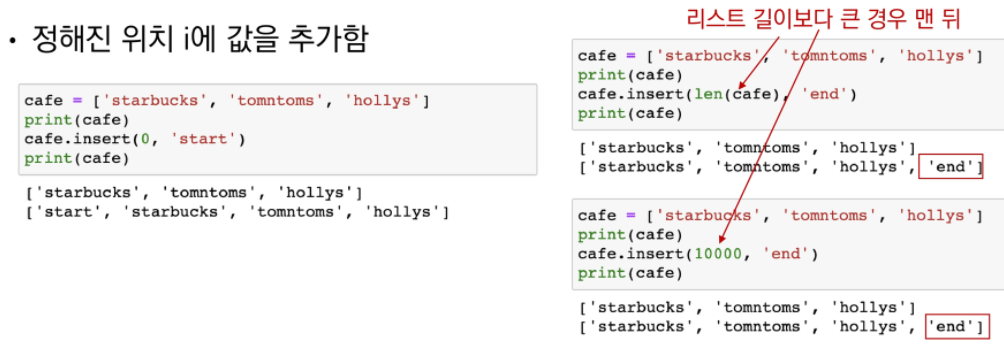 • 정해진 위치 i에 값을 추가함
cafe = ['starbucks', 'tomntoms', 'hollys']
print(cafe)
cafe.insert(0, 'start')
print(cafe)
['starbucks', 'tomntoms', 'hollys']
['start', 'starbucks', 'tomntoms', 'hollys']
리스트 길이보다 큰 경우 맨 뒤
cafe = ['starbucks', 'tomntoms', 'hollys']
print(cafe)
cafe.insert(len(cafe), 'end')
print(cafe)
['starbucks', 'tomntoms', 'hollys']
['starbucks', 'tomntoms', 'hollys', 'end']
cafe = ['starbucks', 'tomntoms', 'hollys']
print(cafe)
cafe.insert(10000, 'end')
print(cafe)
['starbucks', 'tomntoms', 'hollys']
['starbucks', 'tomntoms', 'hollys', 'end']